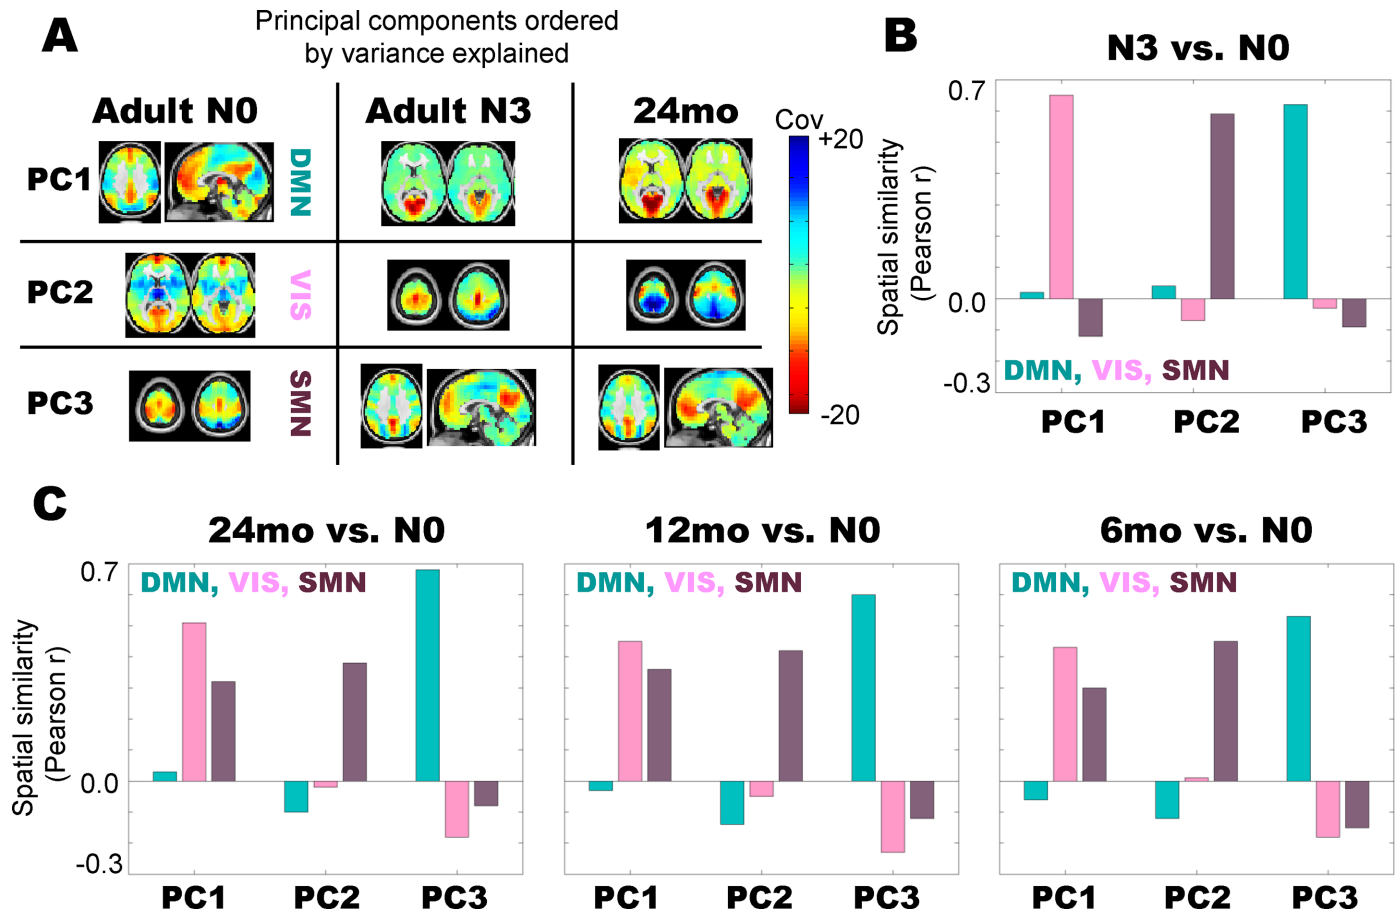 A
Principal components ordered
by variance explained
Adult N0
Adult N3
24mo
Cov
+20
-20
PC1
DMN
PC2
VIS
PC3
SMN
B
N3 vs. N0
Spatial similarity
(Pearson r)
0.7
0.0
-0.3
DMN, VIS, SMN
PC1 PC2 PC3
C
24mo vs. N0
12mo vs. N0
6mo vs. N0
Spatial similarity
(Pearson r)
0.7
0.0
-0.3
DMN, VIS, SMN
DMN, VIS, SMN
DMN, VIS, SMN
PC1 PC2 PC3
PC1 PC2 PC3
PC1 PC2 PC3